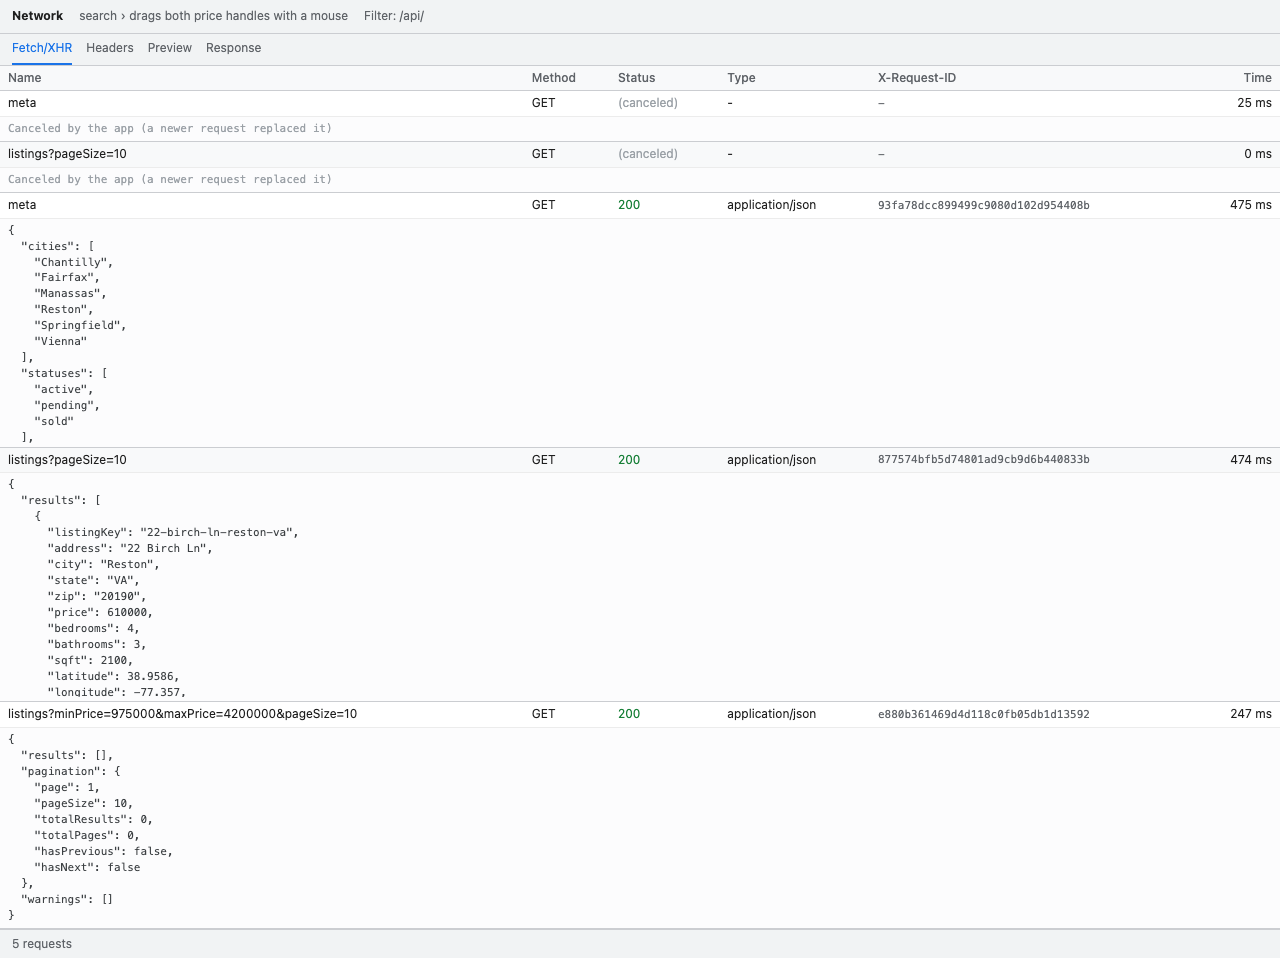 Network search › drags both price handles with a mouse Filter: /api/
Fetch/XHR Headers Preview Response
Name Method Status Type X-Request-ID Time
meta GET (canceled) - – 25 ms
Canceled by the app (a newer request replaced it)
listings?pageSize=10 GET (canceled) - – 0 ms
Canceled by the app (a newer request replaced it)
meta GET 200 application/json 93fa78dcc899499c9080d102d954408b 475 ms
{
"cities": [
"Chantilly",
"Fairfax",
"Manassas",
"Reston",
"Springfield",
"Vienna"
],
"statuses": [
"active",
"pending",
"sold"
],
listings?pageSize=10 GET 200 application/json 877574bfb5d74801ad9cb9d6b440833b 474 ms
{
"results": [
{
"listingKey": "22-birch-ln-reston-va",
"address": "22 Birch Ln",
"city": "Reston",
"state": "VA",
"zip": "20190",
"price": 610000,
"bedrooms": 4,
"bathrooms": 3,
"sqft": 2100,
"latitude": 38.9586,
"longitude": -77.357,
listings?minPrice=975000&maxPrice=4200000&pageSize=10 GET 200 application/json e880b361469d4d118c0fb05db1d13592 247 ms
{
"results": [],
"pagination": {
"page": 1,
"pageSize": 10,
"totalResults": 0,
"totalPages": 0,
"hasPrevious": false,
"hasNext": false
},
"warnings": []
}
5 requests